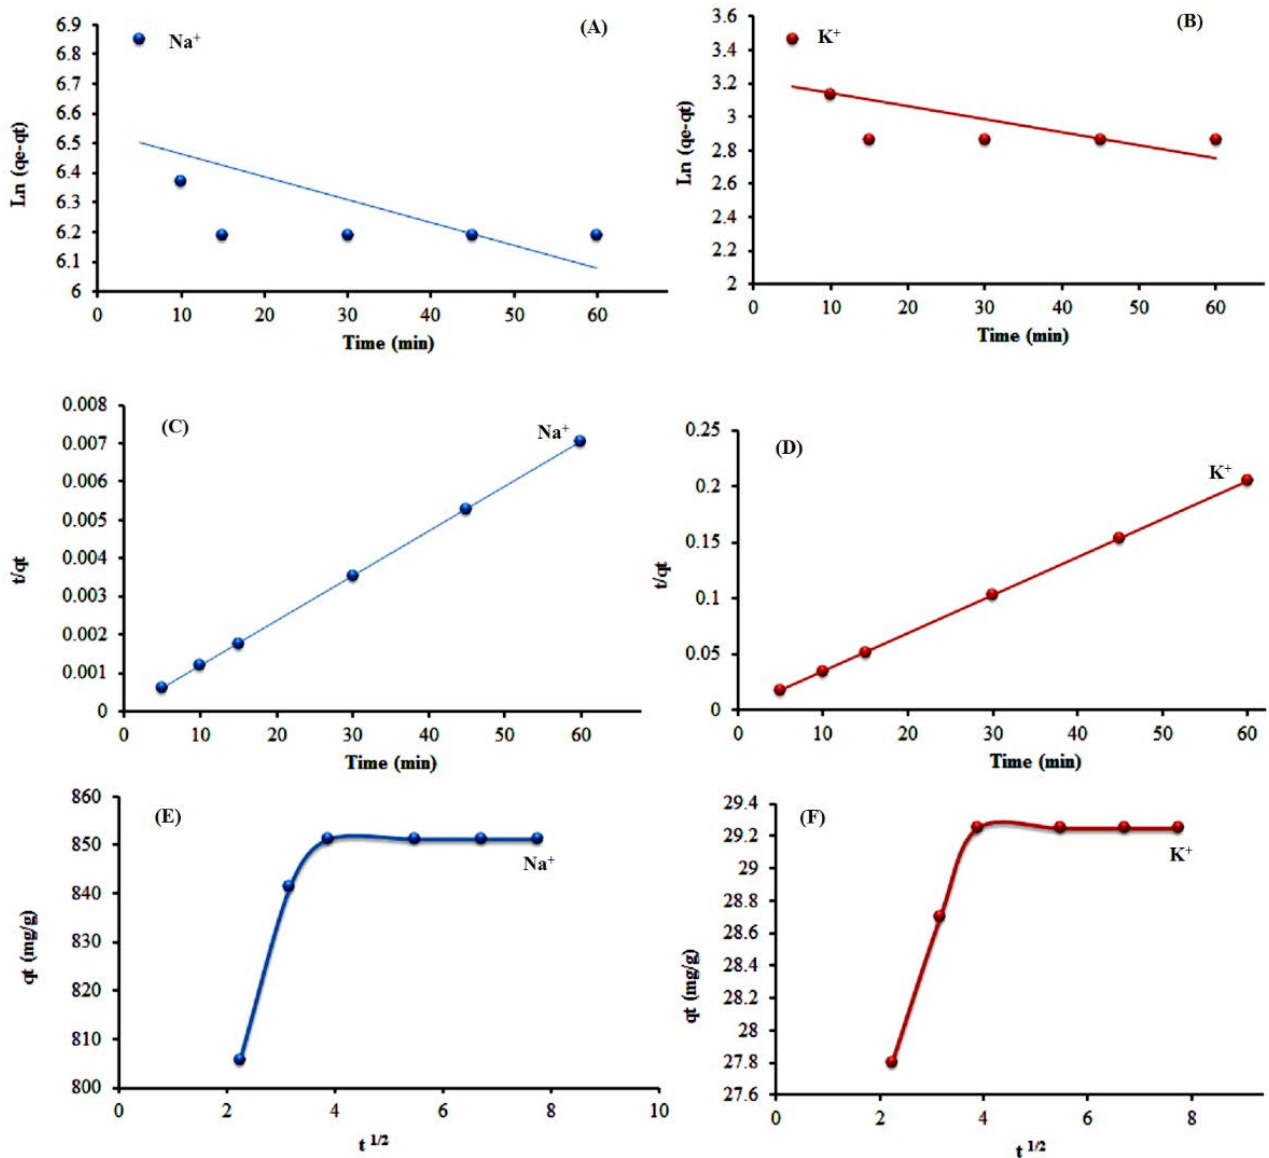 (A)
Na⁺
Ln (qe-qt)
6.9
6.8
6.7
6.6
6.5
6.4
6.3
6.2
6.1
6
0 10 20 30 40 50 60
Time (min)
(B)
K⁺
Ln (qe-qt)
3.6
3.4
3.2
3
2.8
2.6
2.4
2.2
2
0 10 20 30 40 50 60
Time (min)
(C)
Na⁺
t/qt
0.008
0.007
0.006
0.005
0.004
0.003
0.002
0.001
0
0 10 20 30 40 50 60
Time (min)
(D)
K⁺
t/qt
0.25
0.2
0.15
0.1
0.05
0
0 10 20 30 40 50 60
Time (min)
(E)
Na⁺
qt (mg/g)
860
850
840
830
820
810
800
0 2 4 6 8 10
t ¹/²
(F)
K⁺
qt (mg/g)
29.4
29.2
29
28.8
28.6
28.4
28.2
28
27.8
27.6
0 2 4 6 8
t ¹/²